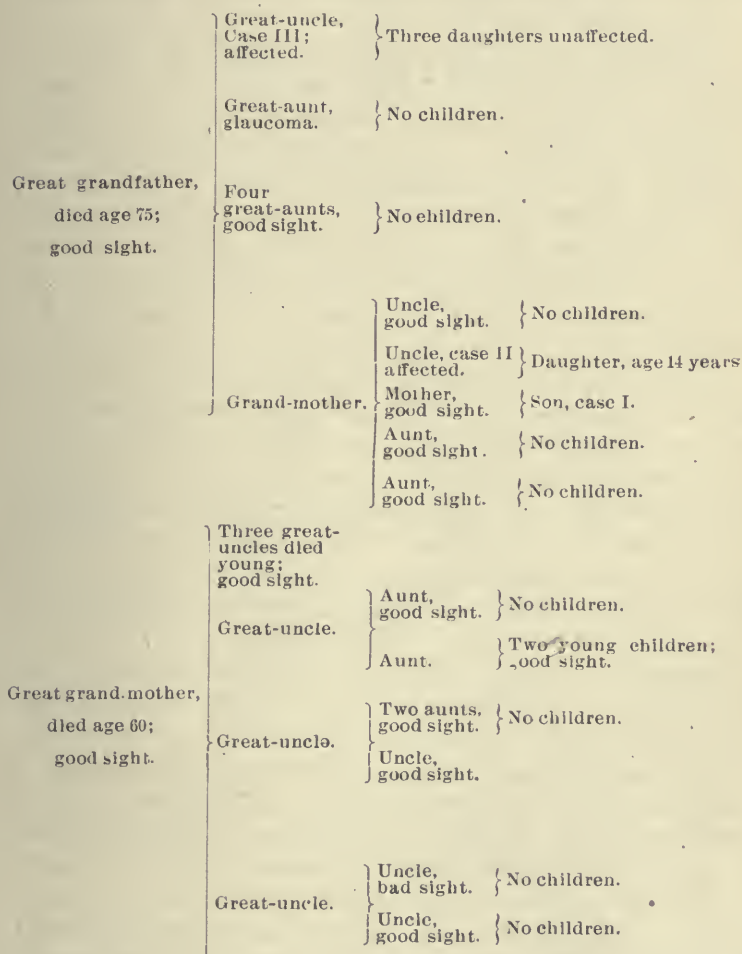 Great-uncle,
Case III;
affected.
Three daughters unaffected.
Great-aunt,
glaucoma.
No children.
Great grandfather,
died age 75;
good sight.
Four
great-aunts,
good sight.
No children.
Grand-mother.
Uncle,
good sight.
No children.
Uncle, case II
affected.
Daughter, age 14 years
Mother,
good sight.
Son, case I.
Aunt,
good sight.
No children.
Aunt,
good sight.
No children.
Great grand-mother,
died age 60;
good sight.
Three great-
uncles died
young;
good sight.
Great-uncle.
Aunt,
good sight.
No children.
Aunt.
Two young children;
good sight.
Great-uncle.
Two aunts,
good sight.
No children.
Uncle,
good sight.
Great-uncle.
Uncle,
bad sight.
No children.
Uncle,
good sight.
No children.